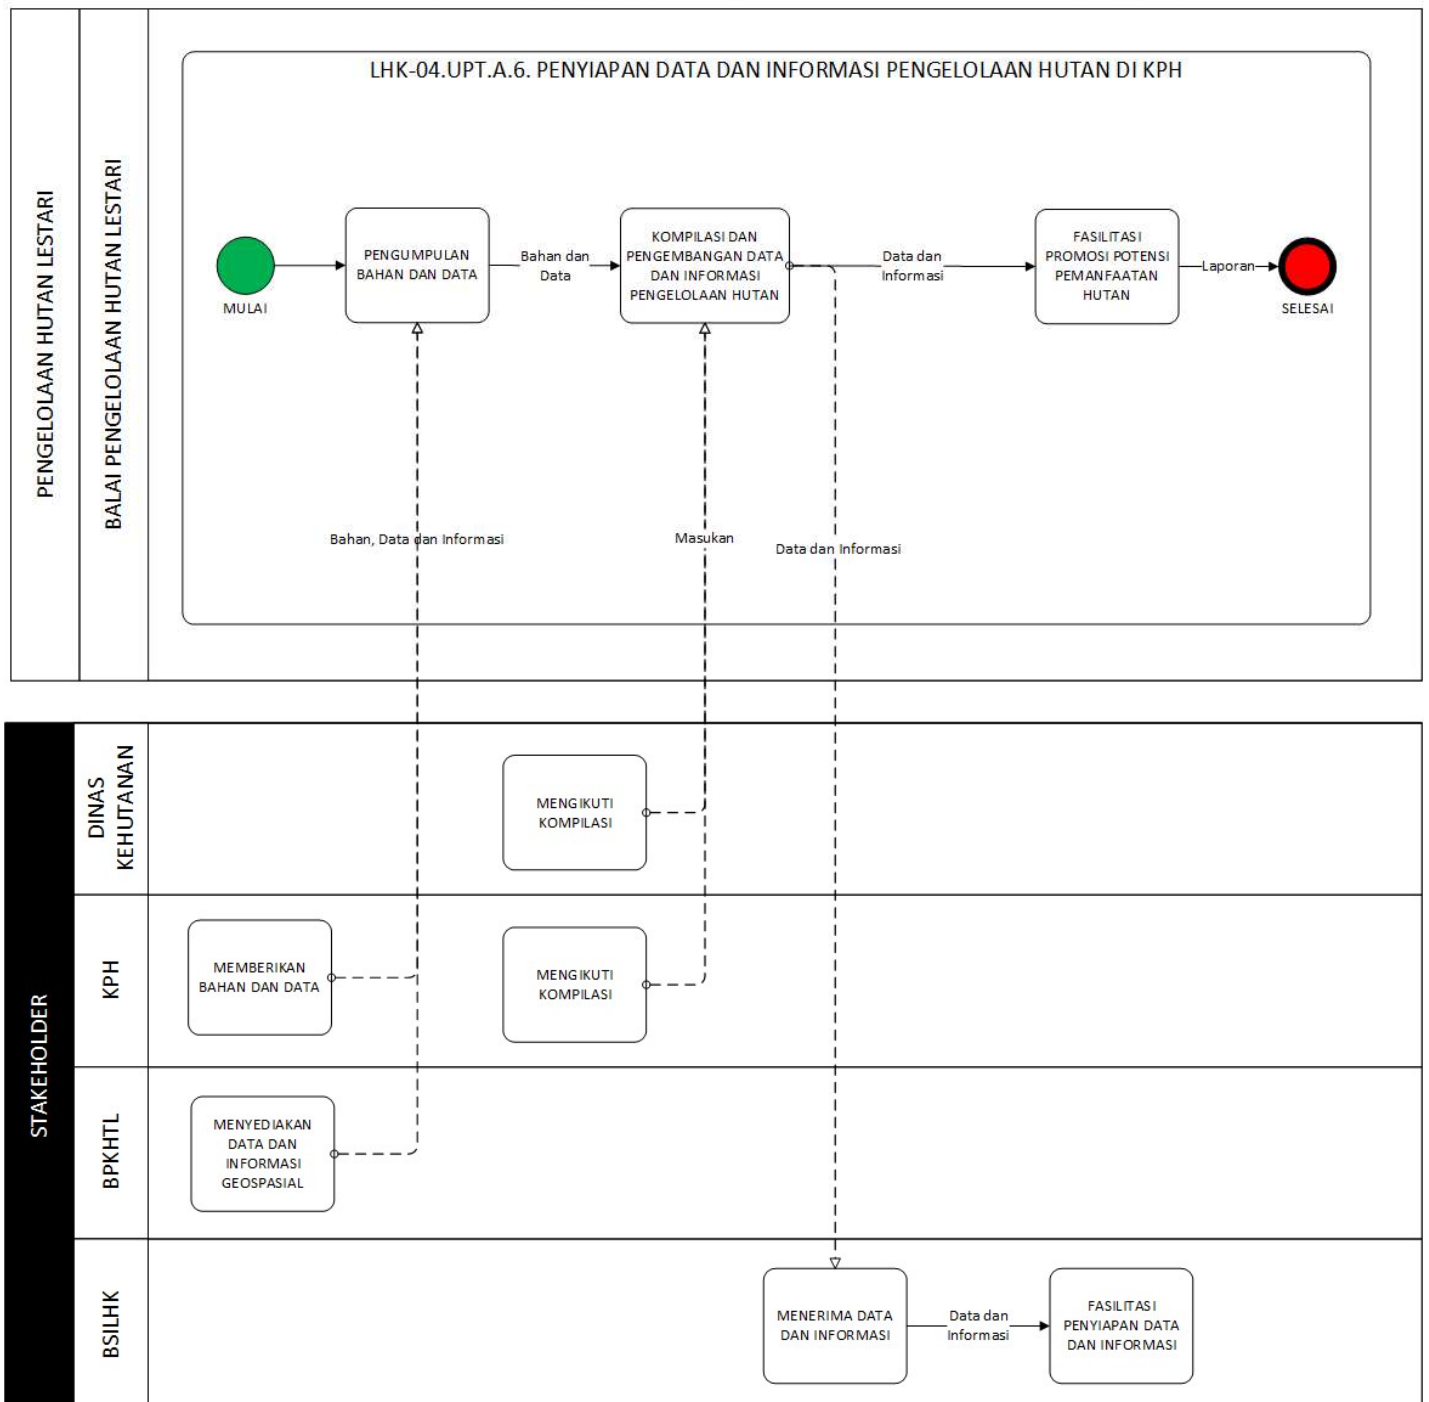 PENGELOLAAN HUTAN LESTARI
BALAI PENGELOLAAN HUTAN LESTARI
LHK-04.UPT.A.6. PENYIAPAN DATA DAN INFORMASI PENGELOLAAN HUTAN DI KPH
MULAI
PENGUMPULAN
BAHAN DAN DATA
Bahan dan
Data
KOMPILASI DAN
PENGEMBANGAN DATA
DAN INFORMASI
PENGELOLAAN HUTAN
Data dan
Informasi
FASILITASI
PROMOSI POTENSI
PEMANFAATAN
HUTAN
Laporan
SELESAI
Bahan, Data dan Informasi
Masukan
Data dan Informasi
STAKEHOLDER
DINAS
KEHUTANAN
MENGIKUTI
KOMPILASI
KPH
MEMBERIKAN
BAHAN DAN DATA
MENGIKUTI
KOMPILASI
BPKHTL
MENYEDIAKAN
DATA DAN
INFORMASI
GEOSPASIAL
BSILHK
MENERIMA DATA
DAN INFORMASI
Data dan
Informasi
FASILITASI
PENYIAPAN DATA
DAN INFORMASI